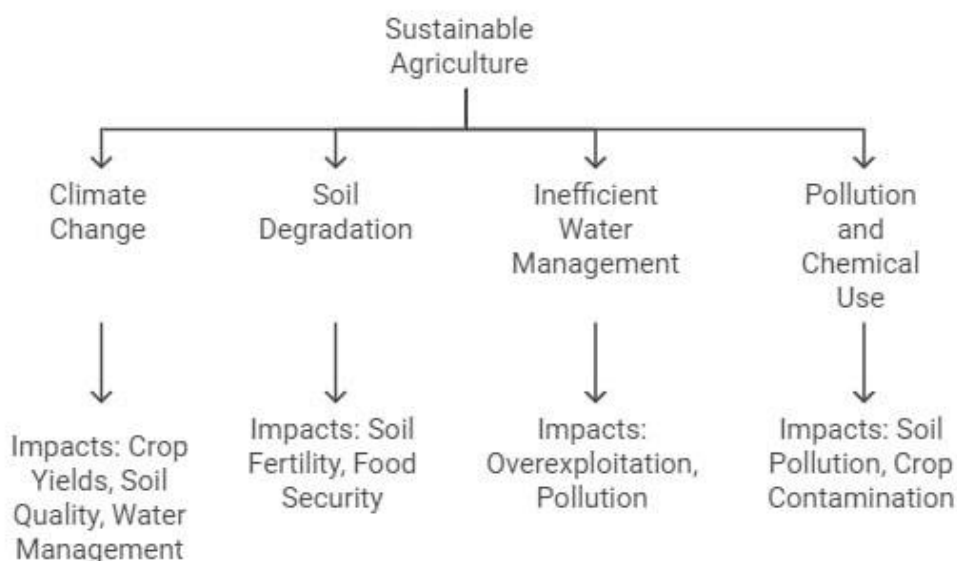 Sustainable
Agriculture
Climate
Change
Soil
Degradation
Inefficient
Water
Management
Pollution
and
Chemical
Use
Impacts: Crop
Yields, Soil
Quality, Water
Management
Impacts: Soil
Fertility, Food
Security
Impacts:
Overexploitation,
Pollution
Impacts: Soil
Pollution, Crop
Contamination